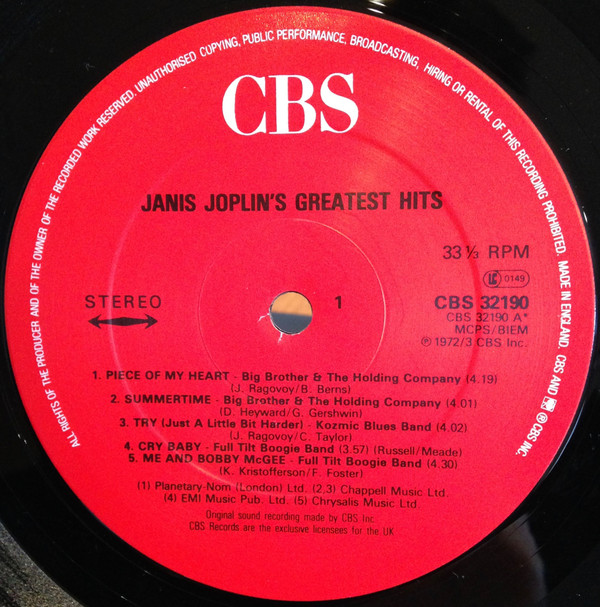 ALL RIGHTS OF THE PRODUCER AND OF THE OWNER OF THE RECORDED WORK RESERVED. UNAUTHORISED COPYING, PUBLIC PERFORMANCE, BROADCASTING, HIRING OR RENTAL OF THIS RECORDING PROHIBITED. MADE IN ENGLAND. CBS AND ® CBS INC.
CBS
JANIS JOPLIN'S GREATEST HITS
33⅓ RPM
LC 0149
STEREO
1
CBS 32190
CBS 32190 A*
MCPS/BIEM
℗ 1972/3 CBS Inc.
1. PIECE OF MY HEART - Big Brother & The Holding Company (4.19)
(J. Ragovoy/B. Berns)
2. SUMMERTIME - Big Brother & The Holding Company (4.01)
(D. Heyward/G. Gershwin)
3. TRY (Just A Little Bit Harder) - Kozmic Blues Band (4.02)
(J. Ragovoy/C. Taylor)
4. CRY BABY - Full Tilt Boogie Band (3.57) (Russell/Meade)
5. ME AND BOBBY McGEE - Full Tilt Boogie Band (4.30)
(K. Kristofferson/F. Foster)
(1) Planetary-Nom (London) Ltd. (2,3) Chappell Music Ltd.
(4) EMI Music Pub. Ltd. (5) Chrysalis Music Ltd.
Original sound recording made by CBS Inc.
CBS Records are the exclusive licensees for the UK